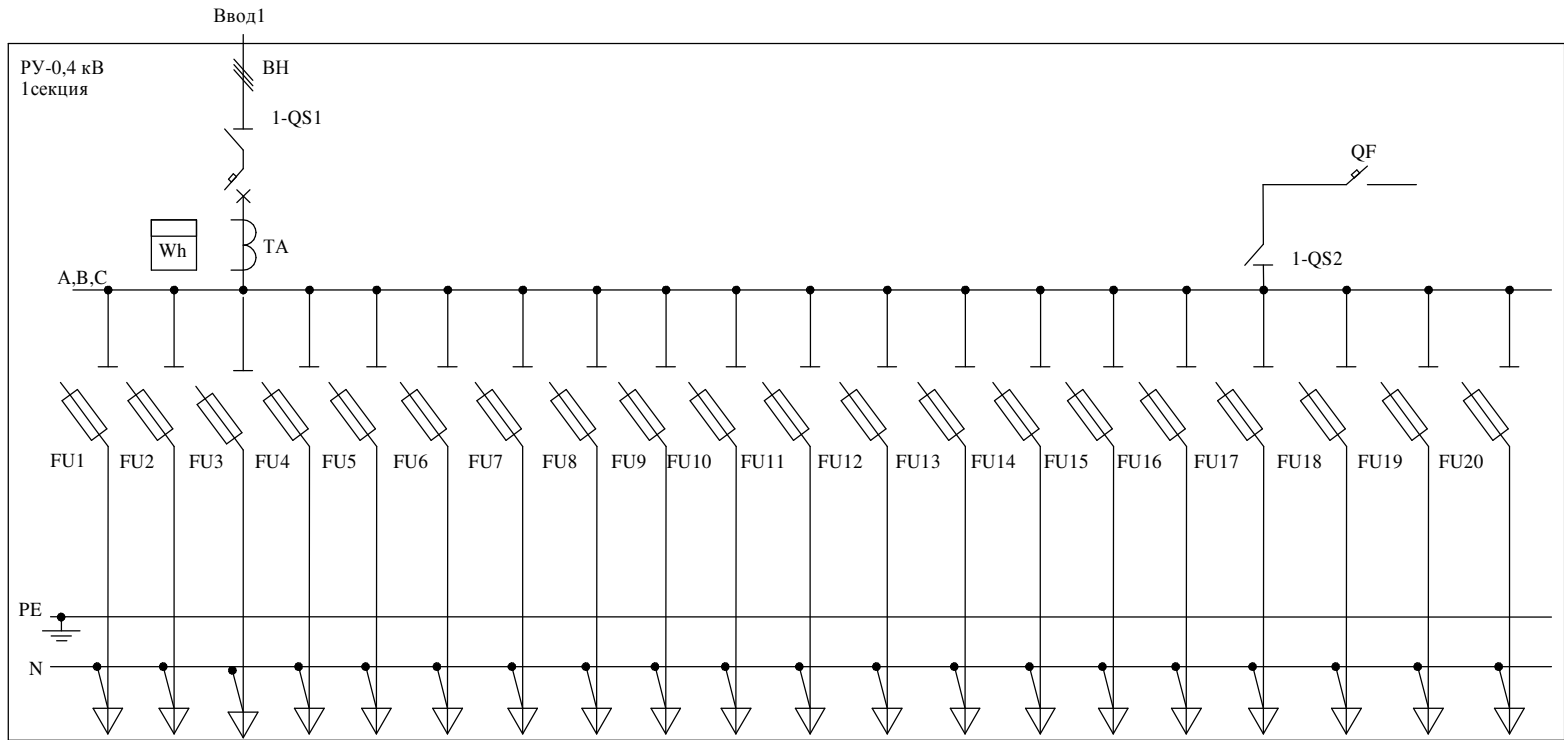 Ввод1
РУ-0,4 кВ
1секция
ВН
1-QS1
QF
Wh
ТА
1-QS2
А,В,С
FU1 FU2 FU3 FU4 FU5 FU6 FU7 FU8 FU9 FU10 FU11 FU12 FU13 FU14 FU15 FU16 FU17 FU18 FU19 FU20
PE
N